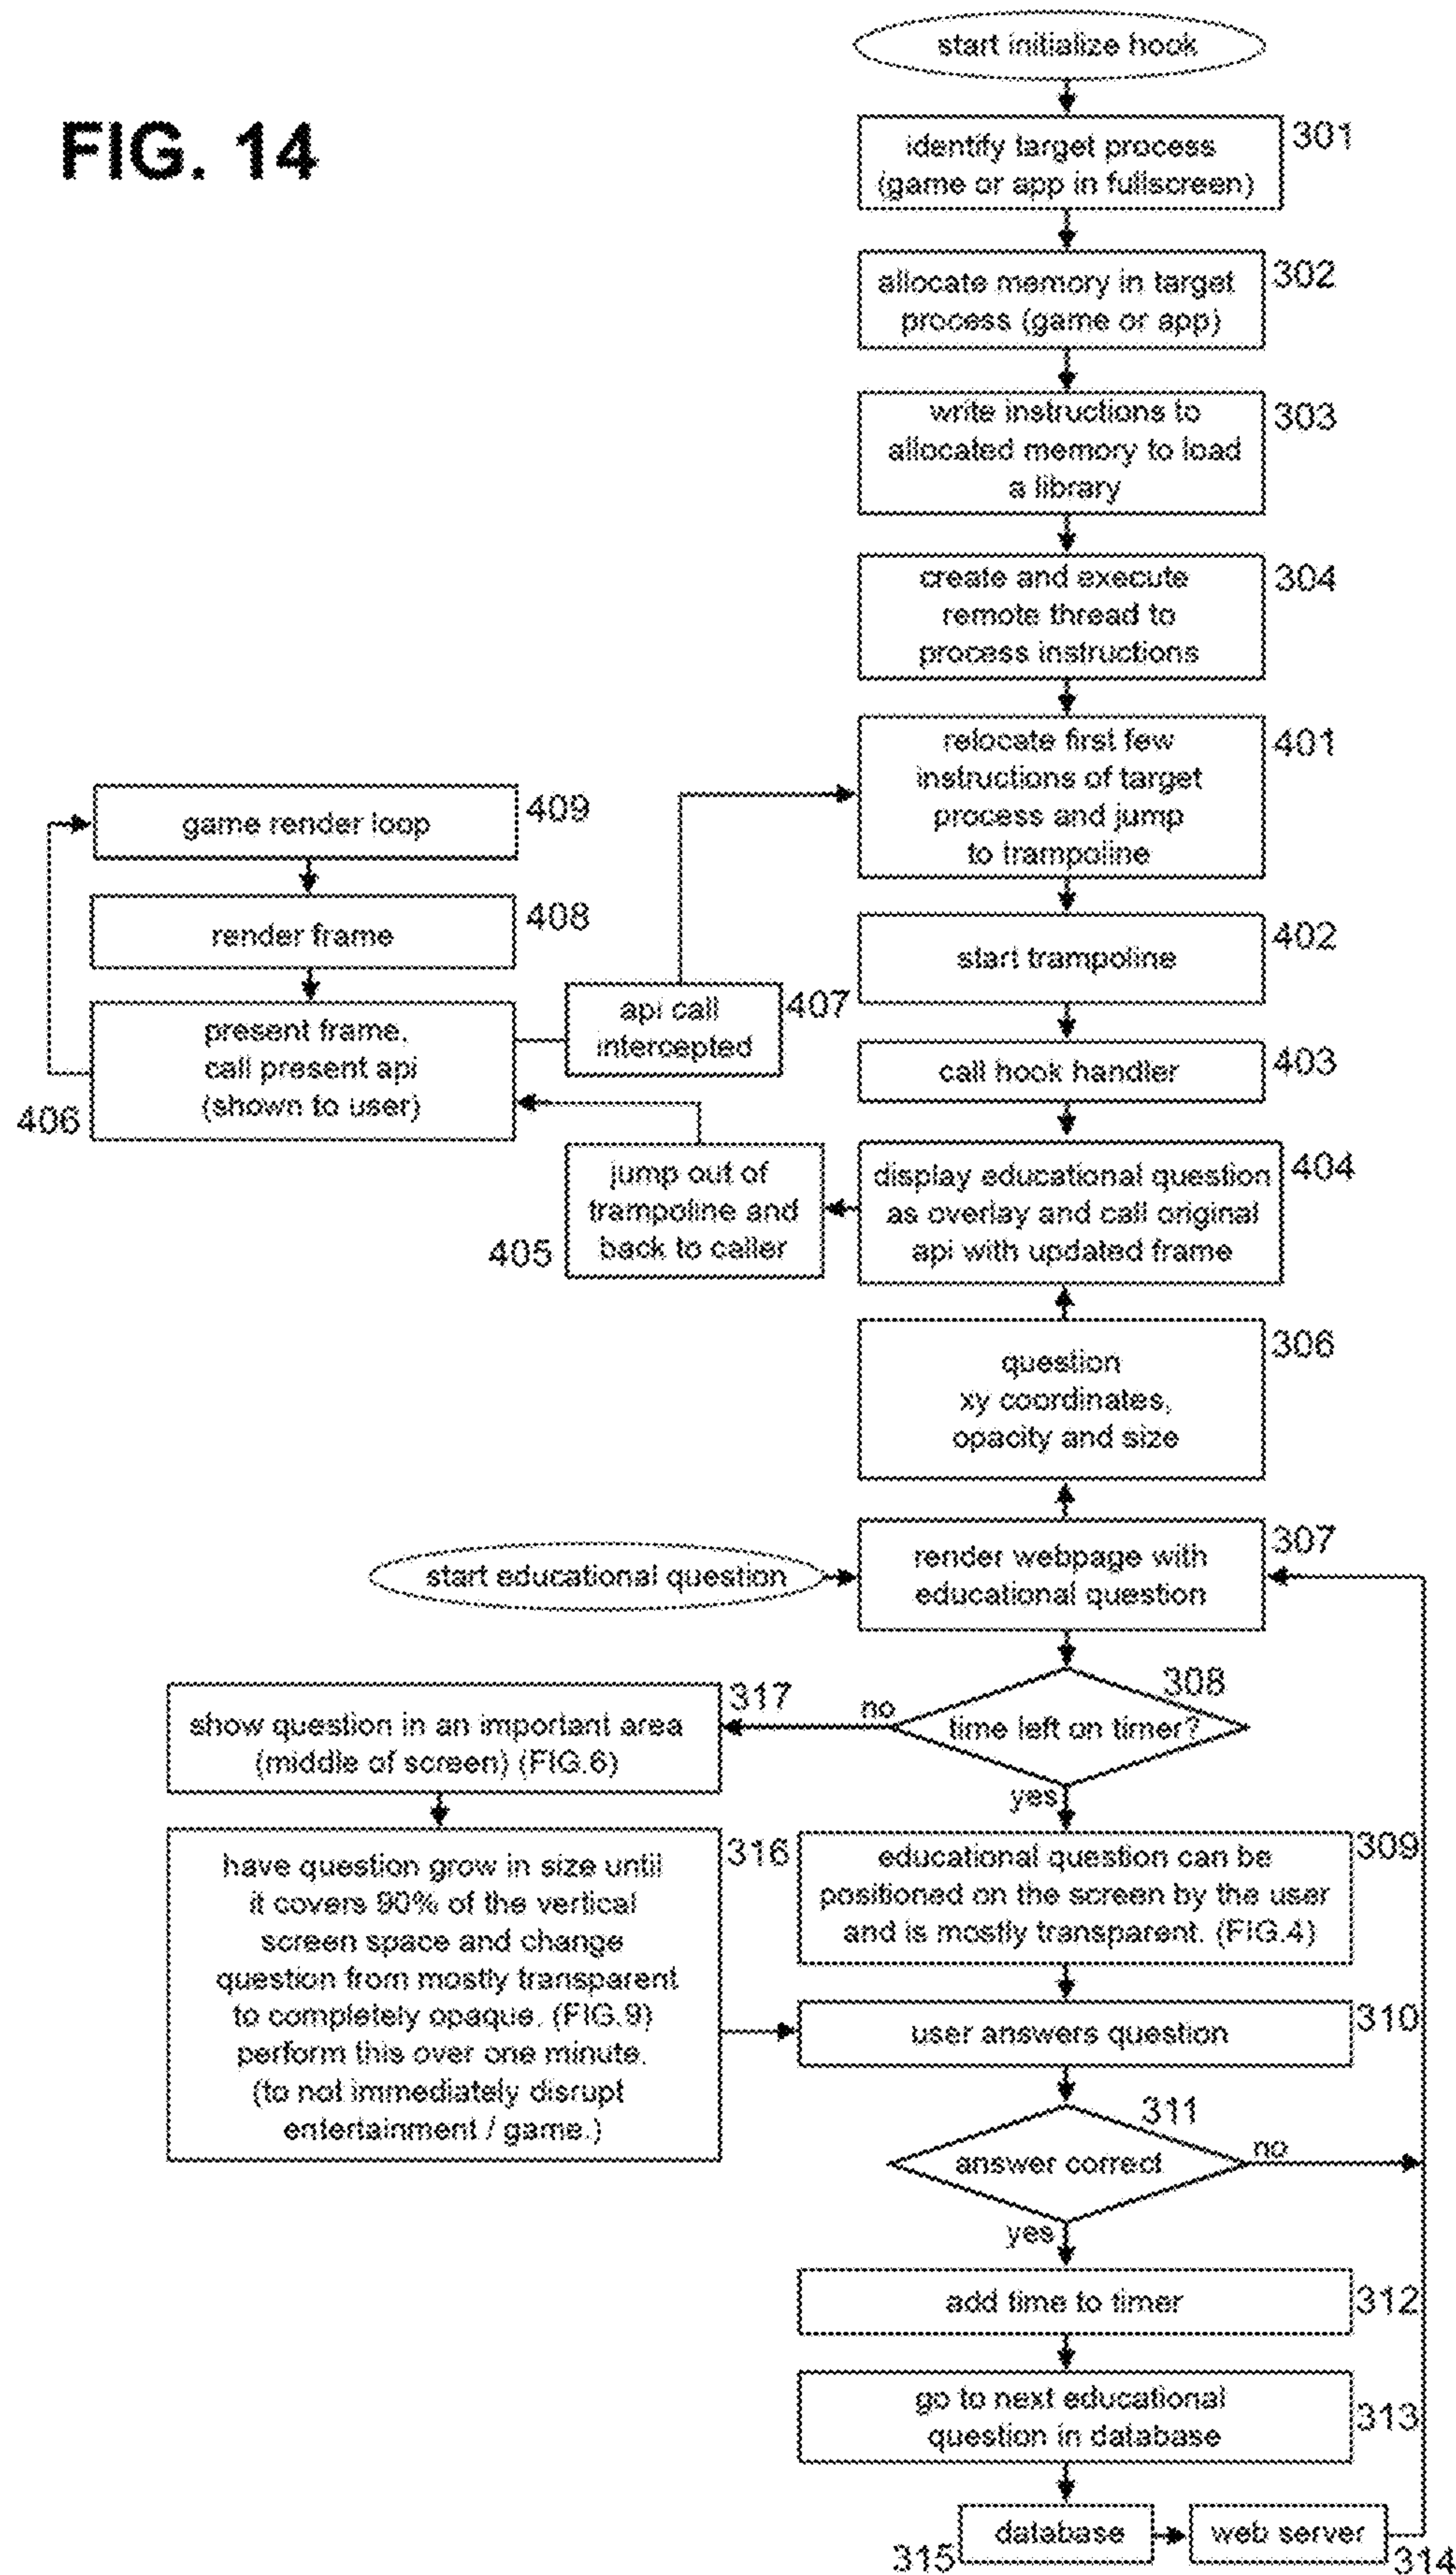 FIG. 14
start initialize hook
identify target process
(game or app in fullscreen)
301
allocate memory in target
process (game or app)
302
write instructions to
allocated memory to load
a library
303
create and execute
remote thread to
process instructions
304
relocate first few
instructions of target
process and jump
to trampoline
401
game render loop
409
render frame
408
start trampoline
402
present frame,
call present api
(shown to user)
406
api call
intercepted
407
call hook handler
403
jump out of
trampoline and
back to caller
405
display educational question
as overlay and call original
api with updated frame
404
question
xy coordinates,
opacity and size
306
start educational question
render webpage with
educational question
307
308
time left on timer?
no
yes
show question in an important area
(middle of screen) (FIG.6)
317
have question grow in size until
it covers 90% of the vertical
screen space and change
question from mostly transparent
to completely opaque. (FIG.9)
perform this over one minute.
(to not immediately disrupt
entertainment / game.)
316
educational question can be
positioned on the screen by the user
and is mostly transparent. (FIG.4)
309
user answers question
310
311
answer correct
no
yes
add time to timer
312
go to next educational
question in database
313
database
315
web server
314